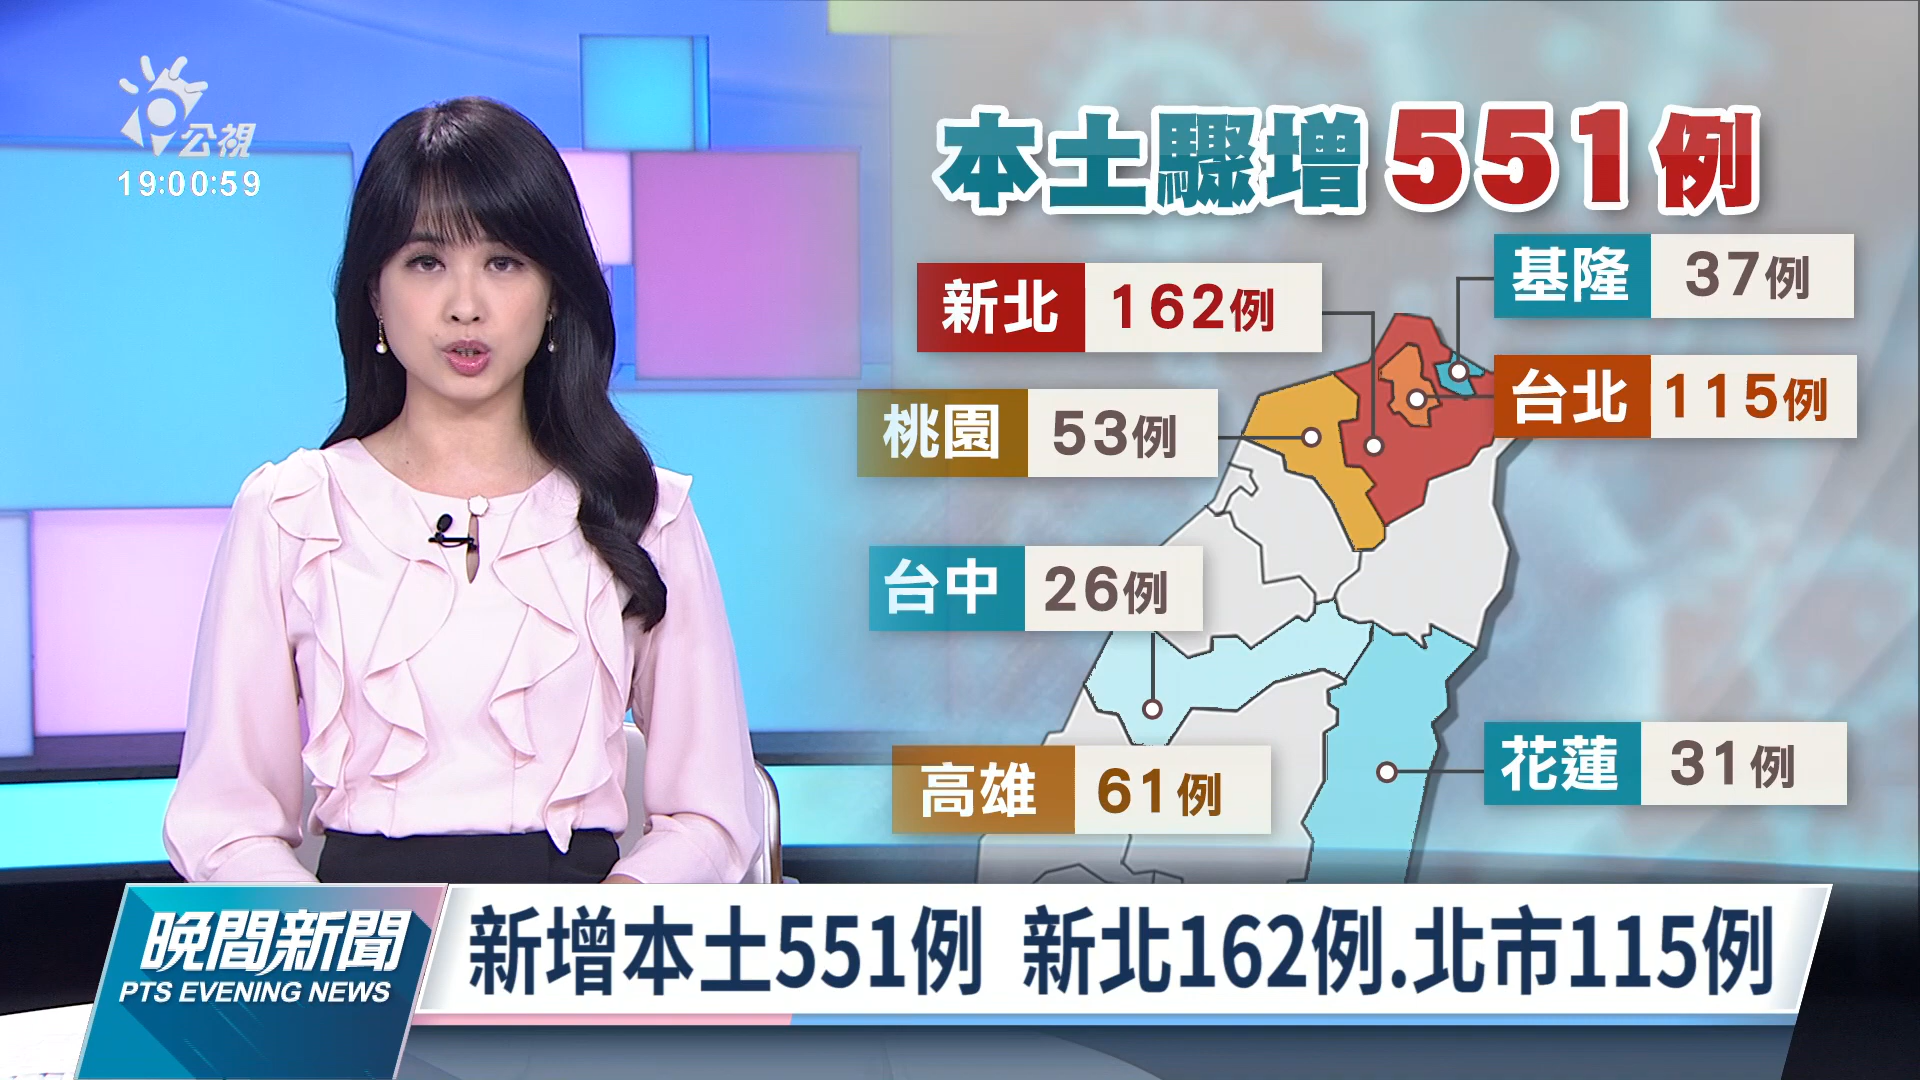 公視
19:00:59
本土驟增551例
新北 162例
基隆 37例
桃園 53例
台北 115例
台中 26例
高雄 61例
花蓮 31例
晚間新聞
PTS EVENING NEWS
新增本土551例 新北162例.北市115例